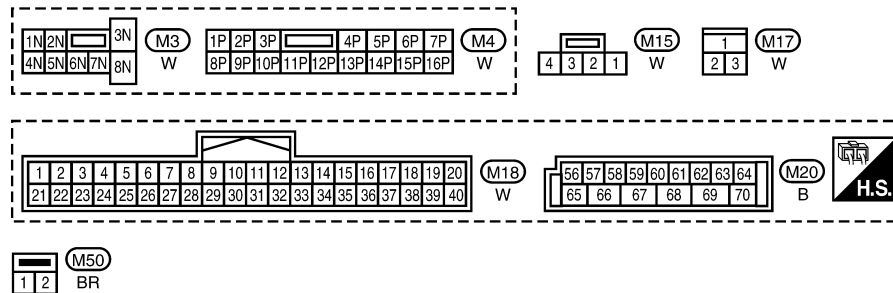 1N 2N 3N M3 1P 2P 3P 4P 5P 6P 7P M4 M15 1 M17
4N 5N 6N 7N 8N W 8P 9P 10P 11P 12P 13P 14P 15P 16P W 4 3 2 1 W 2 3 W
1 2 3 4 5 6 7 8 9 10 11 12 13 14 15 16 17 18 19 20 M18 56 57 58 59 60 61 62 63 64 M20
21 22 23 24 25 26 27 28 29 30 31 32 33 34 35 36 37 38 39 40 W 65 66 67 68 69 70 B H.S.
M50
1 2 BR